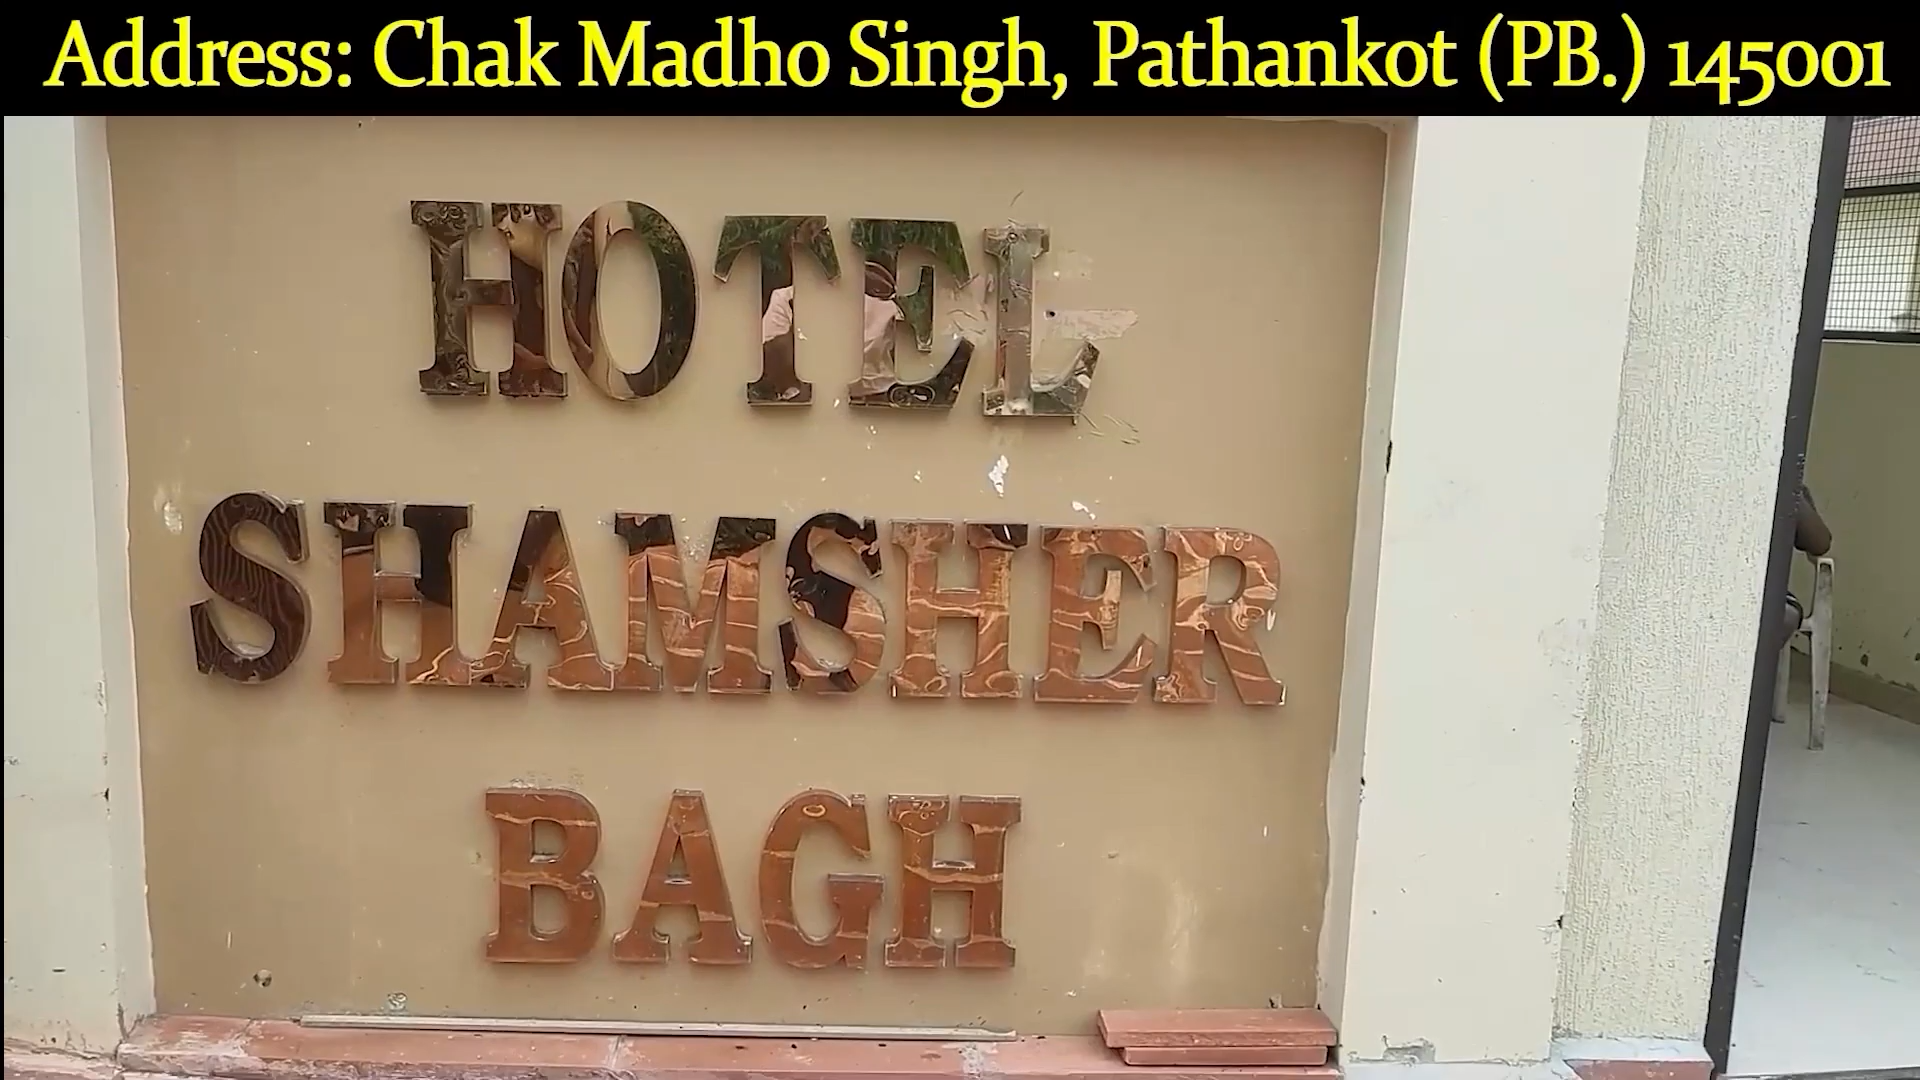 Address: Chak Madho Singh, Pathankot (PB.) 145001
HOTEL
SHAMSHER
BAGH